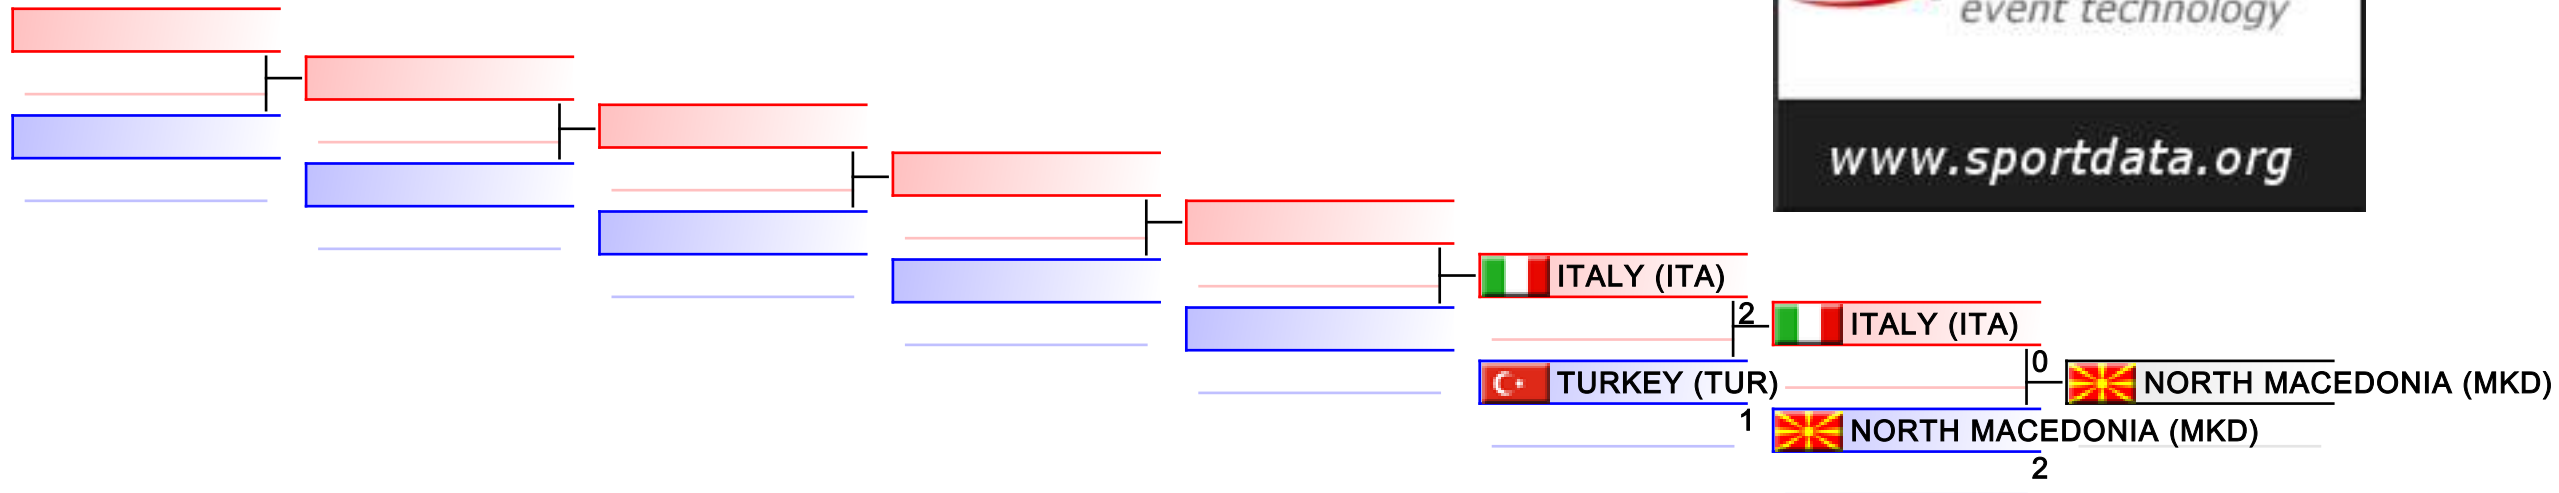 event technology
www.sportdata.org
ITALY (ITA)
2
ITALY (ITA)
0
TURKEY (TUR)
NORTH MACEDONIA (MKD)
1
NORTH MACEDONIA (MKD)
2